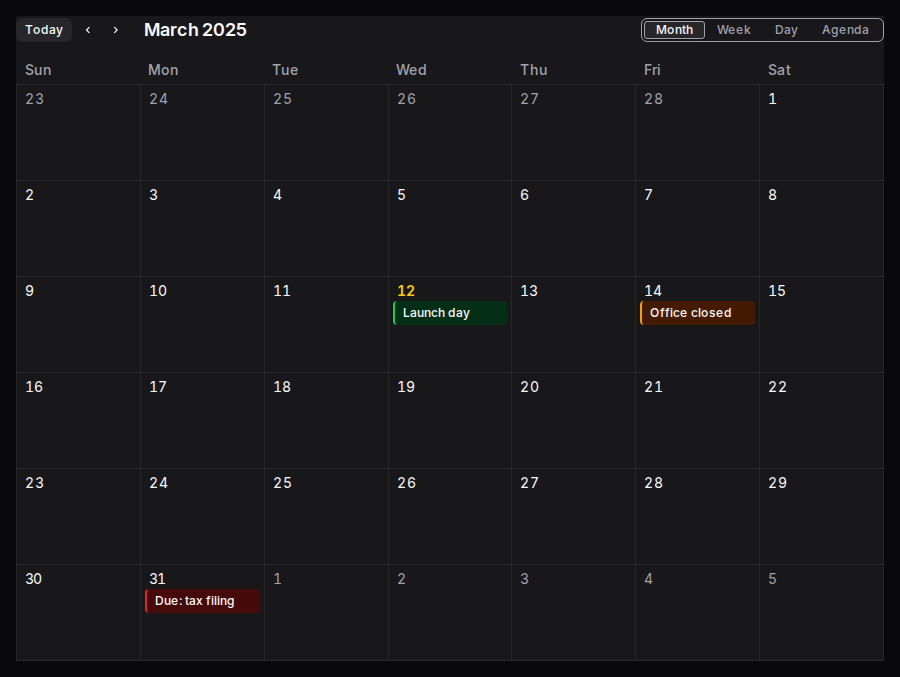 Today ‹ › March 2025 Month Week Day Agenda
Sun Mon Tue Wed Thu Fri Sat
23 24 25 26 27 28 1
2 3 4 5 6 7 8
9 10 11 12 13 14 15
Launch day Office closed
16 17 18 19 20 21 22
23 24 25 26 27 28 29
30 31 1 2 3 4 5
Due: tax filing